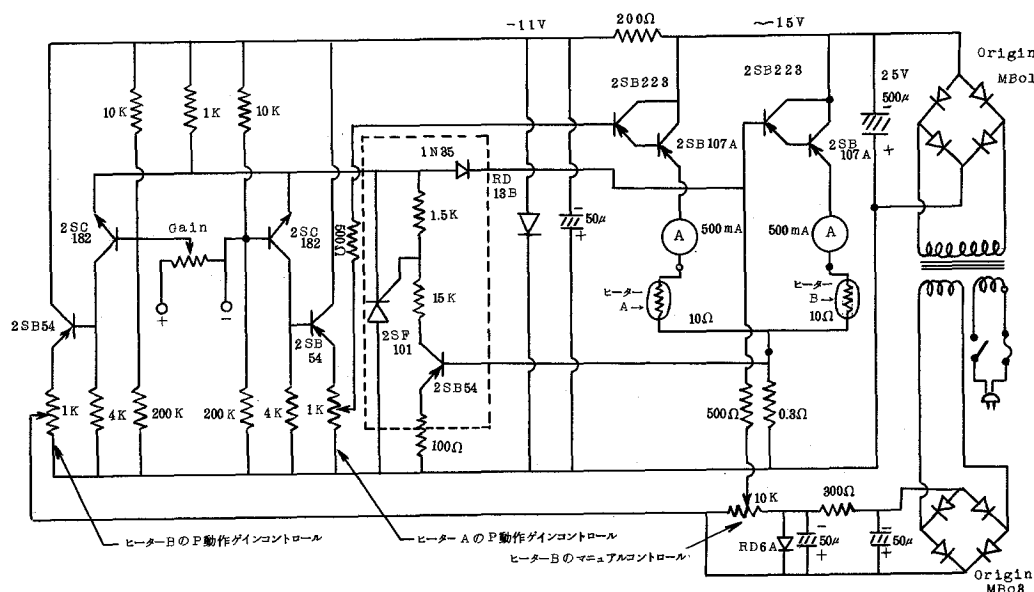 -11V
200Ω
~-15V
Origin
MB01
2SB223
2SB223
25V
500μ
+
10K
1K
10K
2SB107A
2SB
107A
1N35
RD
13B
1.5K
2SC
182
Gain
2SC
182
500Ω
-
50μ
+
A
500mA
500mA
A
+
-
15K
ヒーター
A→
10Ω
ヒーター
B→
10Ω
2SB54
2SB
54
2SF
101
2SB54
1K
4K
200K
200K
4K
1K
100Ω
500Ω
0.3Ω
10K
300Ω
ヒーターBのP動作ゲインコントロール
ヒーターAのP動作ゲインコントロール
ヒーターBのマニュアルコントロール
RD6A
-
50μ
+
-
50μ
+
Origin
MB08